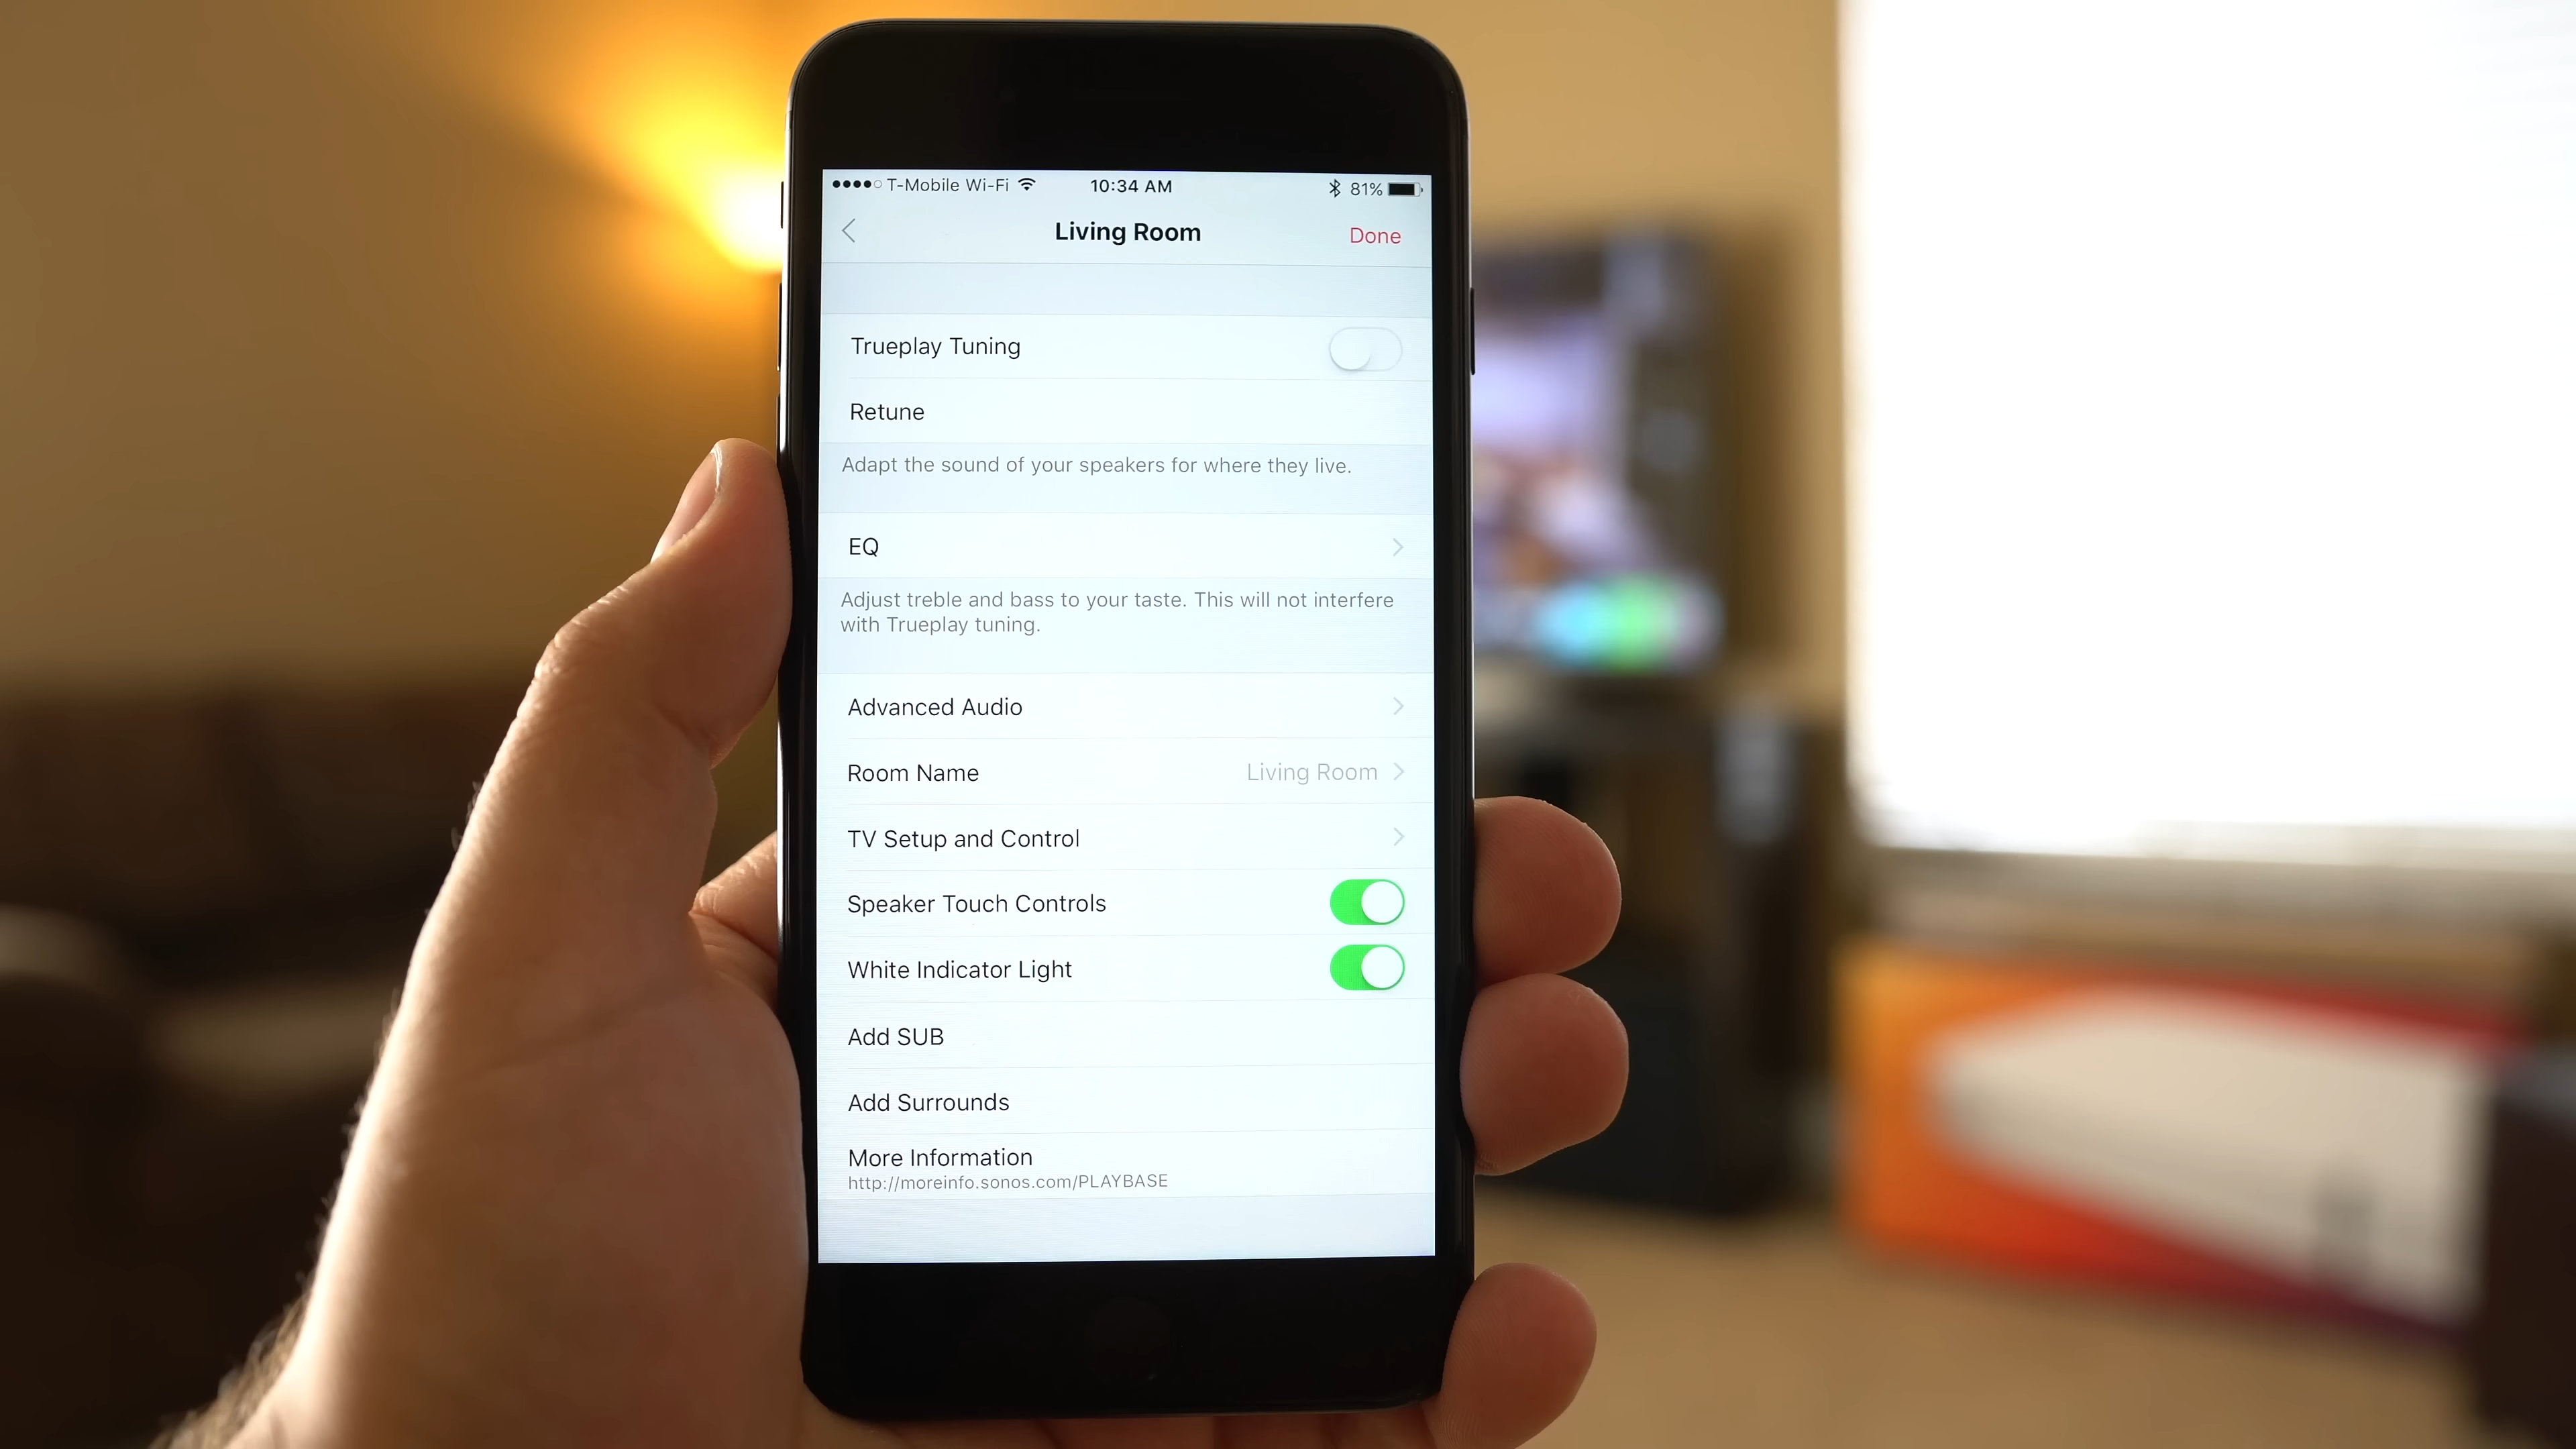 T-Mobile Wi-Fi 10:34 AM 81%
Living Room Done
Trueplay Tuning
Retune
Adapt the sound of your speakers for where they live.
EQ
Adjust treble and bass to your taste. This will not interfere
with Trueplay tuning.
Advanced Audio
Room Name Living Room
TV Setup and Control
Speaker Touch Controls
White Indicator Light
Add SUB
Add Surrounds
More Information
http://moreinfo.sonos.com/PLAYBASE